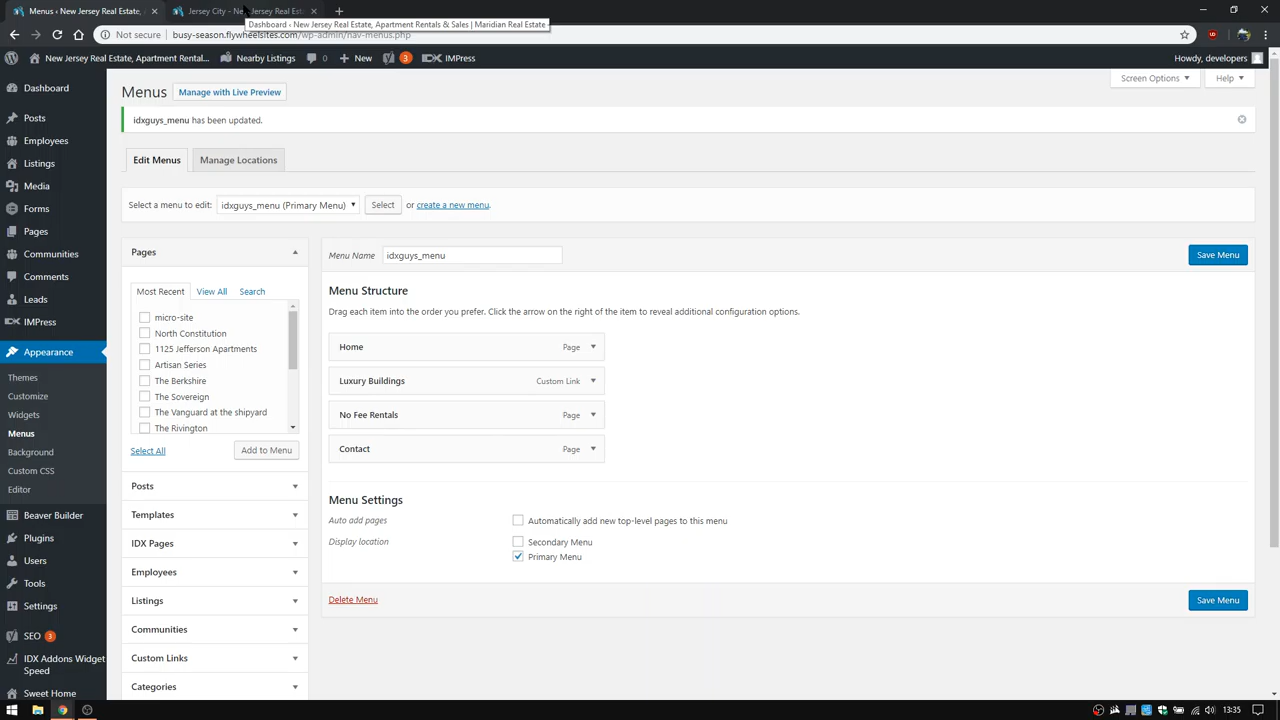 Jersey City - New Jersey Real Est
Jersey City - New Jersey Real Est
Dashboard ‹ New Jersey Real Estate, Apartment Rentals & Sales | Maridian Real Estate
Not secure
busy-season.flywheelsites.com/wp-admin/nav-menus.php
New Jersey Real Estate, Apartment Rent...
Nearby Listings
0
New
3
IMPress
Howdy, developers
Menus
Manage with Live Preview
Screen Options
Help
idxguys_menu has been updated.
Edit Menus
Manage Locations
Select a menu to edit:
idxguys_menu (Primary Menu)
Select
or create a new menu.
Dashboard
Posts
Employees
Listings
Media
Forms
Pages
Communities
Comments
Leads
IMPress
Appearance
Themes
Customize
Widgets
Menus
Background
Custom CSS
Editor
Beaver Builder
Plugins
Users
Tools
Settings
SEO 3
IDX Addons Widget
Speed
Sweet Home
Pages
Most Recent
View All
Search
micro-site
North Constitution
1125 Jefferson Apartments
Artisan Series
The Berkshire
The Sovereign
The Vanguard at the shipyard
The Rivington
Select All
Add to Menu
Posts
Templates
IDX Pages
Employees
Listings
Communities
Custom Links
Categories
Menu Name
idxguys_menu
Save Menu
Menu Structure
Drag each item into the order you prefer. Click the arrow on the right of the item to reveal additional configuration options.
Home
Page
Luxury Buildings
Custom Link
No Fee Rentals
Page
Contact
Page
Menu Settings
Auto add pages
Automatically add new top-level pages to this menu
Display location
Secondary Menu
Primary Menu
Delete Menu
Save Menu
13:35